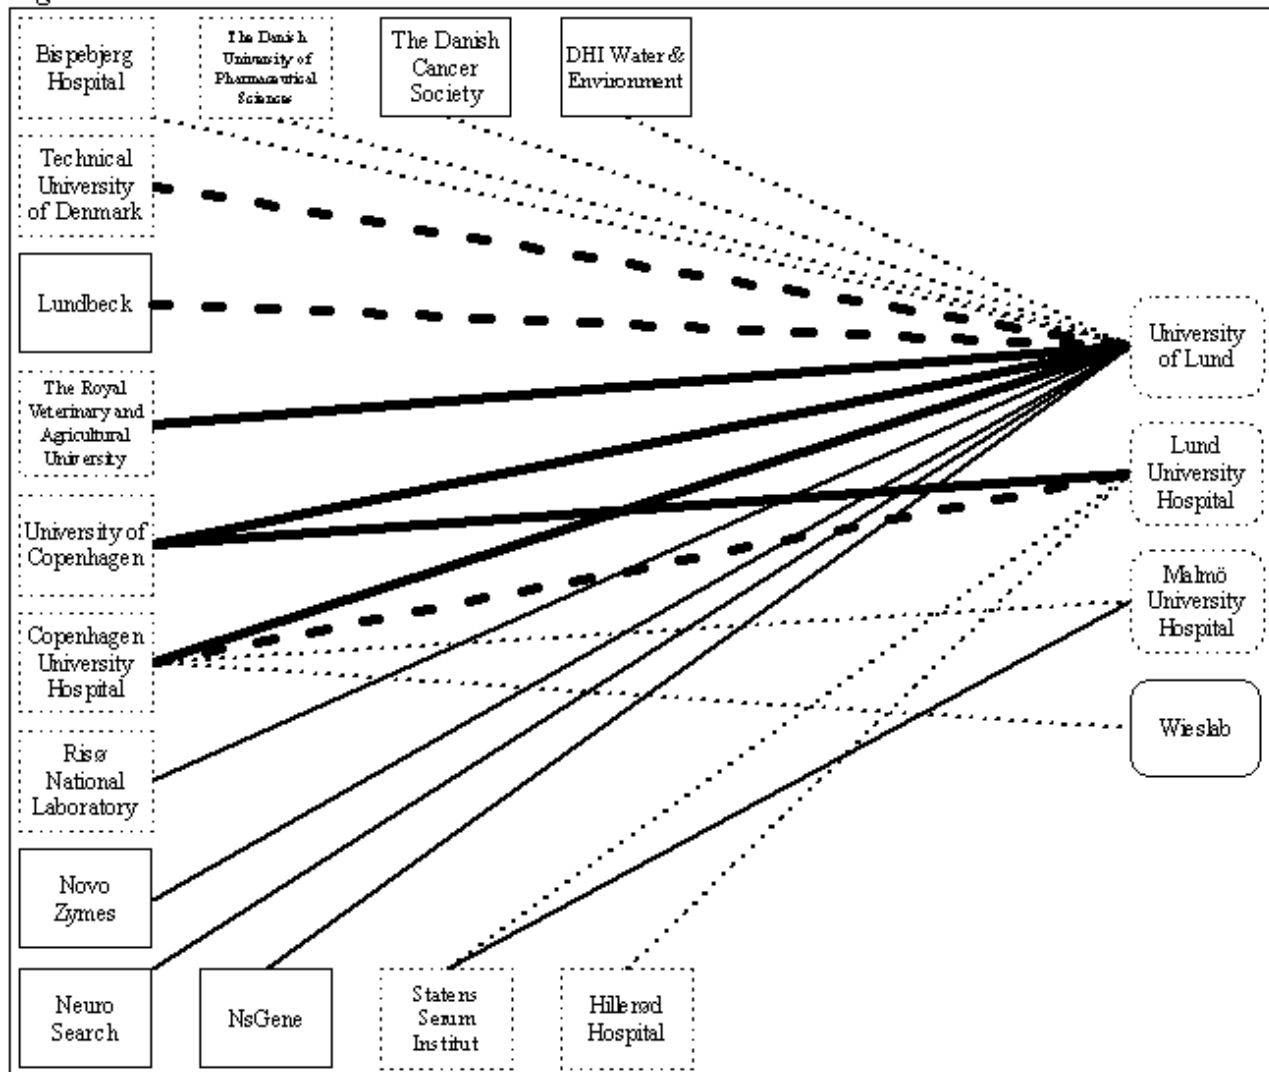 Bispebjerg
Hospital
The Danish
University of
Pharmaceutical
Sciences
The Danish
Cancer
Society
DHI Water &
Environment
Technical
University
of Denmark
Lundbeck
The Royal
Veterinary and
Agricultural
University
University of
Copenhagen
Copenhagen
University
Hospital
Risø
National
Laboratory
Novo
Zymes
Neuro
Search
NsGene
Statens
Serum
Institut
Hillerød
Hospital
University
of Lund
Lund
University
Hospital
Malmö
University
Hospital
Wieslab